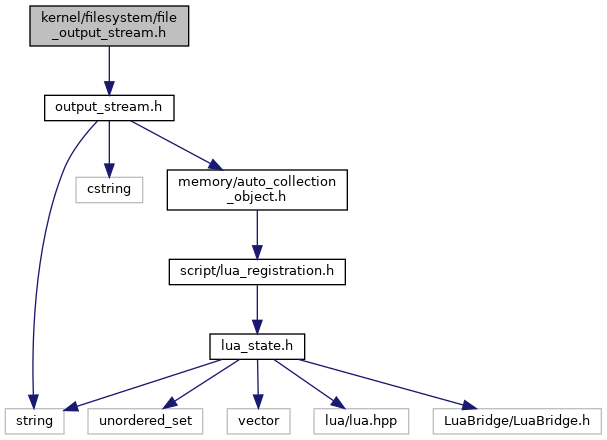 kernel/filesystem/file
_output_stream.h
output_stream.h
cstring
memory/auto_collection
_object.h
script/lua_registration.h
lua_state.h
string
unordered_set
vector
lua/lua.hpp
LuaBridge/LuaBridge.h